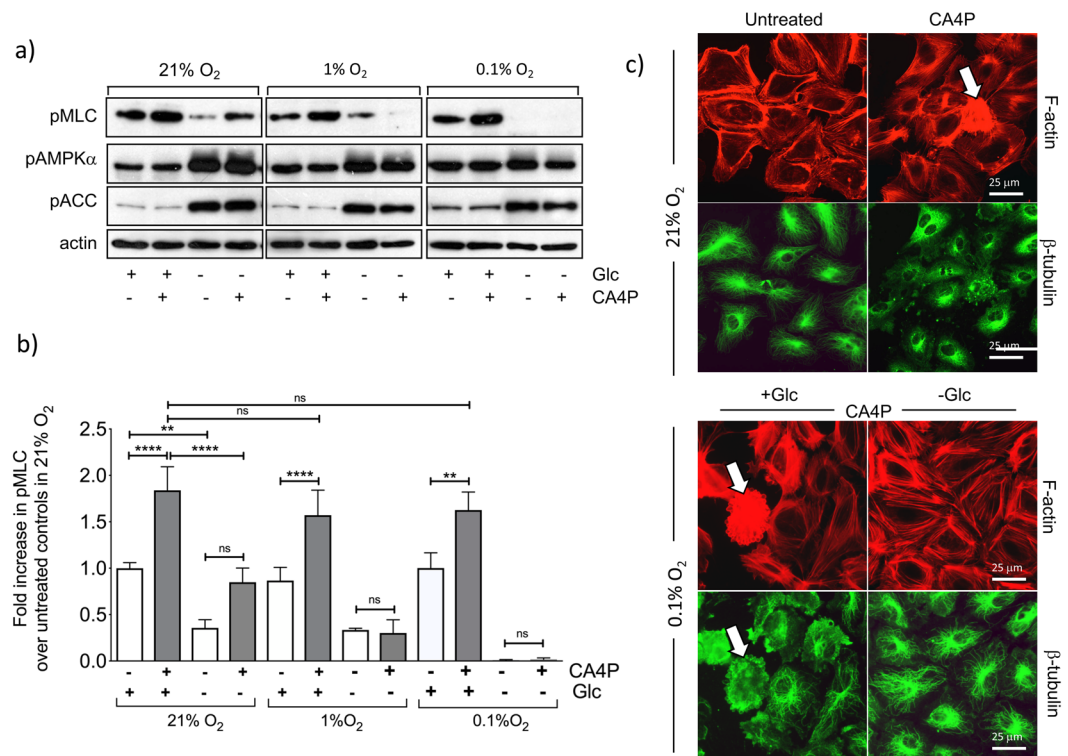 a)
21% O2
1% O2
0.1% O2
pMLC
pAMPKα
pACC
actin
+ + - - + + - - + + - - Glc
- + - + - + - + - + - + CA4P
b)
Fold increase in pMLC
over untreated controls in 21% O2
2.5
2.0
1.5
1.0
0.5
0.0
ns
ns
**
**** **** **** **
ns ns ns
- + - + - + - + - + - + CA4P
+ + - - + + - - + + - - Glc
21% O2 1%O2 0.1%O2
c)
Untreated CA4P
21% O2
F-actin
25 µm
β-tubulin
25 µm
+Glc CA4P -Glc
0.1% O2
F-actin
25 µm
β-tubulin
25 µm